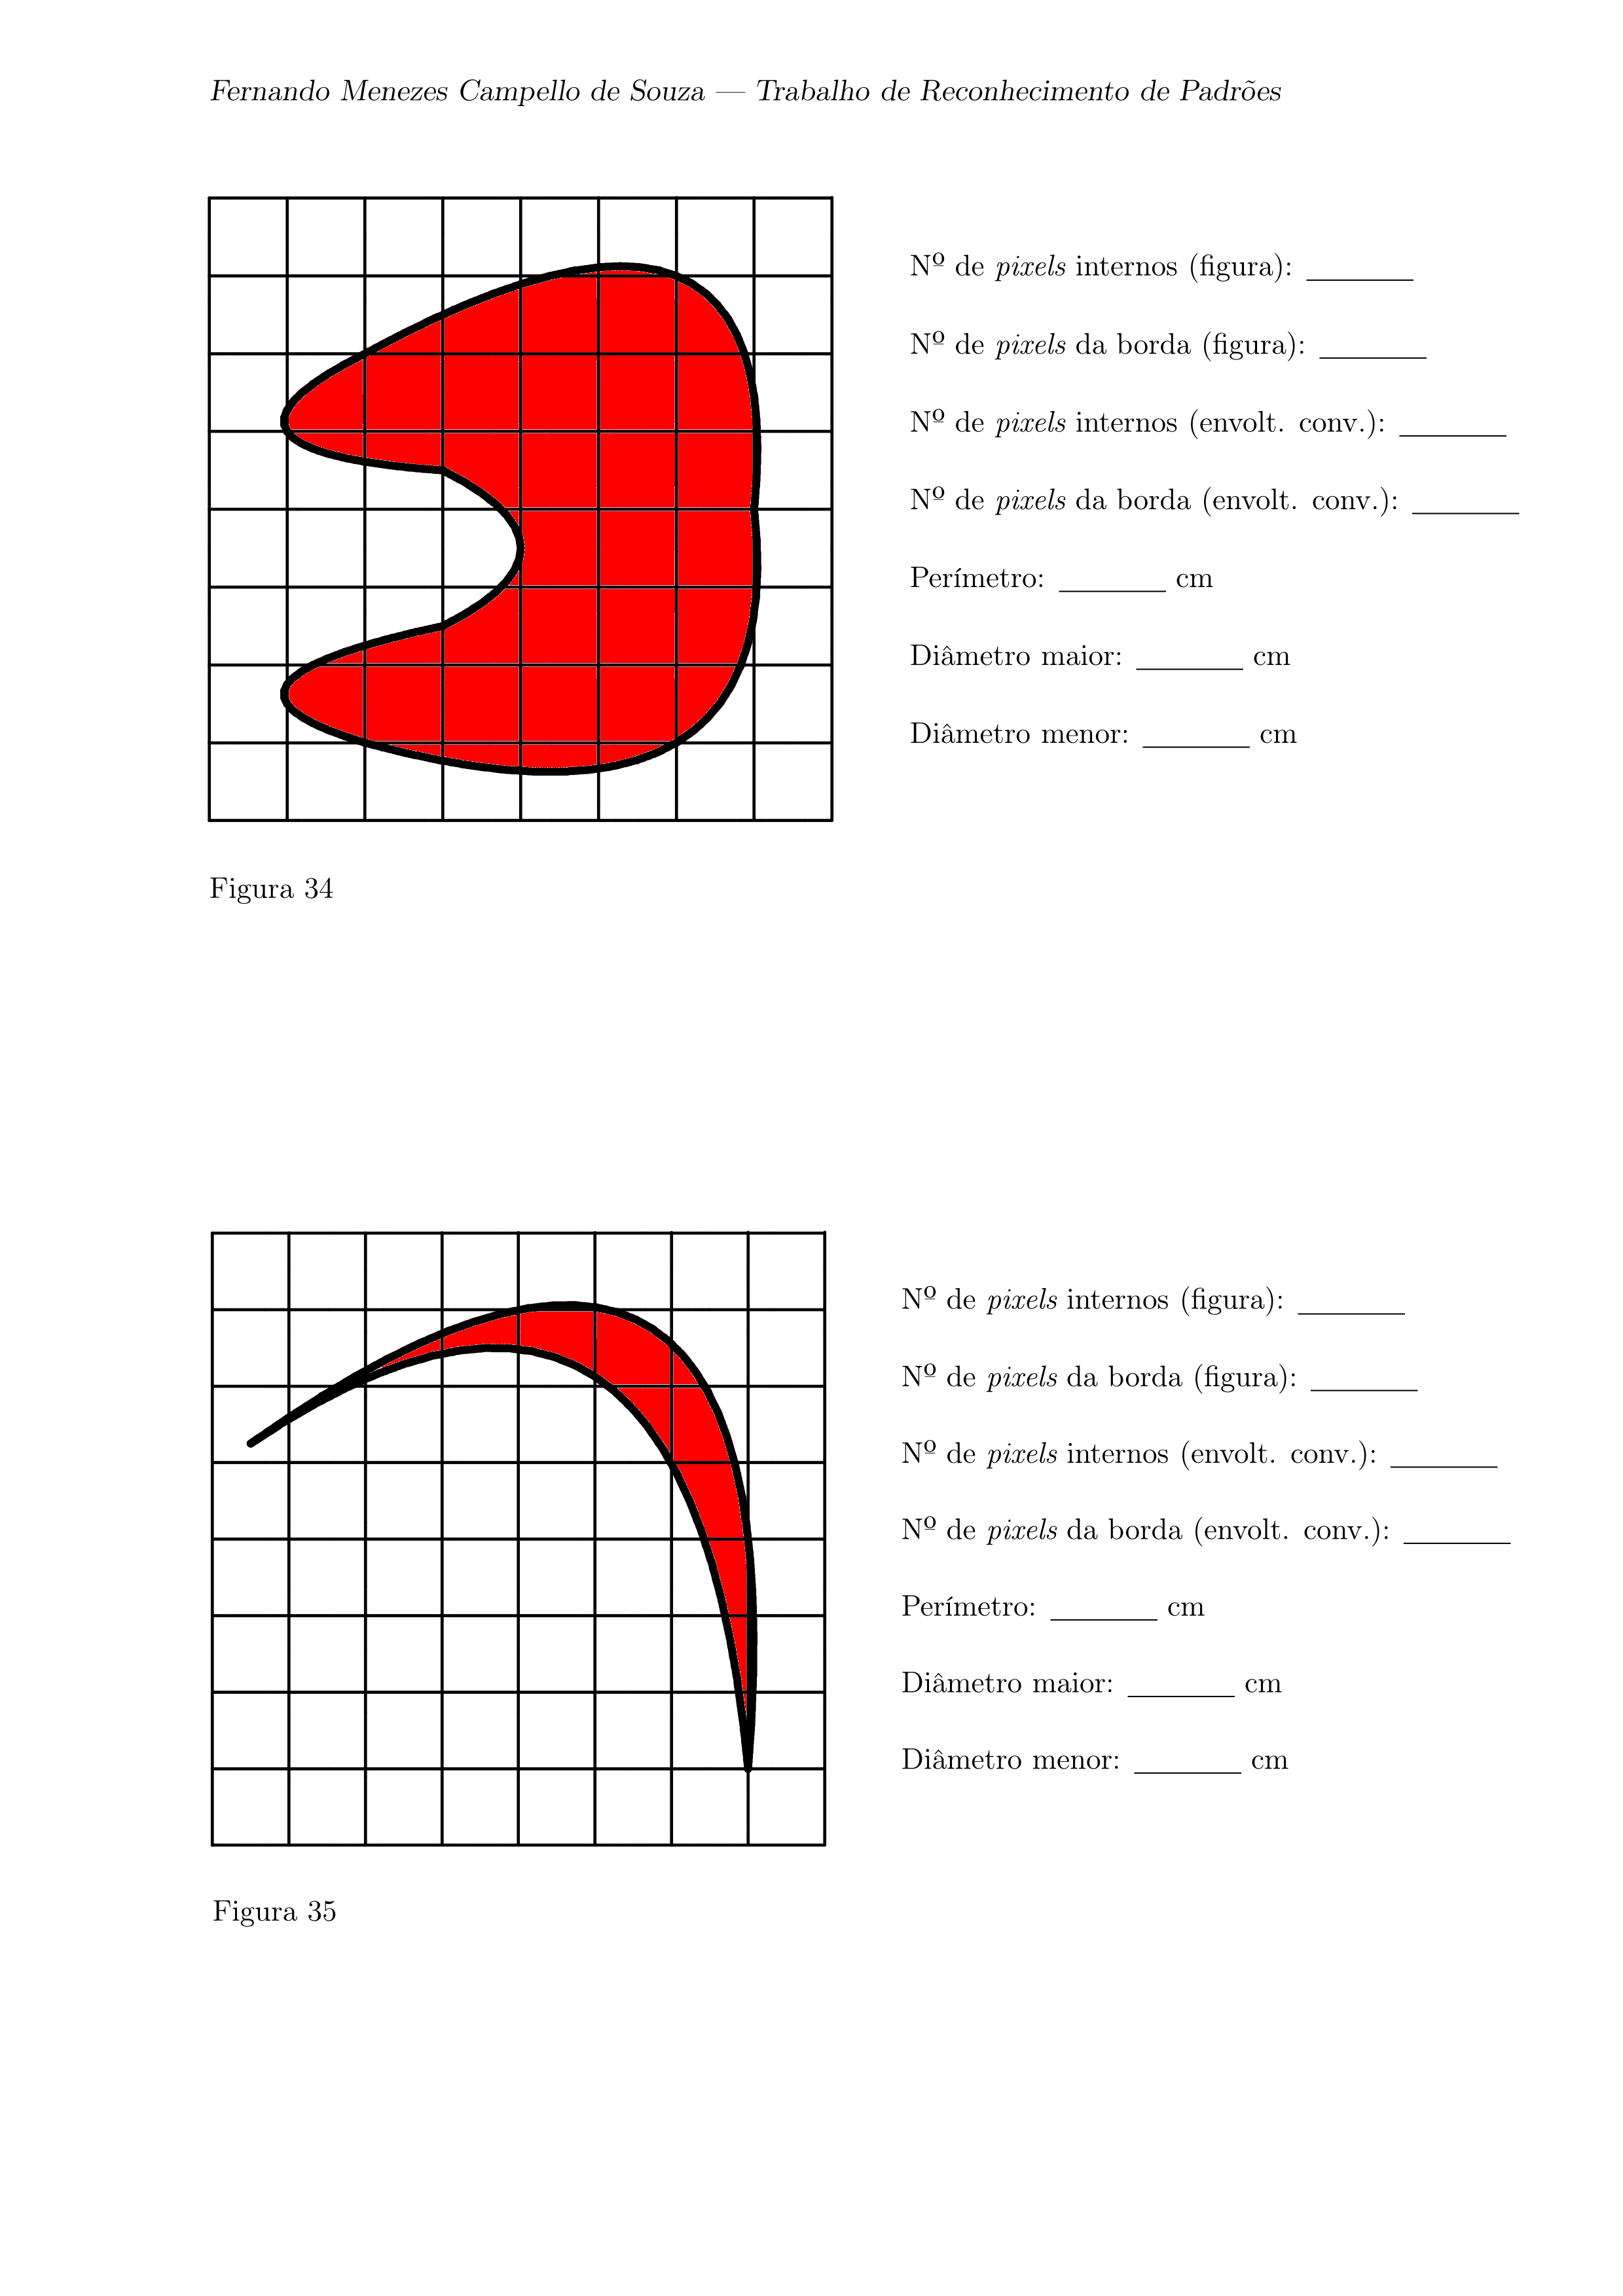 Fernando Menezes Campello de Souza — Trabalho de Reconhecimento de Padrões
Nº de pixels internos (figura): _______
Nº de pixels da borda (figura): _______
Nº de pixels internos (envolt. conv.): _______
Nº de pixels da borda (envolt. conv.): _______
Perímetro: _______ cm
Diâmetro maior: _______ cm
Diâmetro menor: _______ cm
Figura 34
Nº de pixels internos (figura): _______
Nº de pixels da borda (figura): _______
Nº de pixels internos (envolt. conv.): _______
Nº de pixels da borda (envolt. conv.): _______
Perímetro: _______ cm
Diâmetro maior: _______ cm
Diâmetro menor: _______ cm
Figura 35